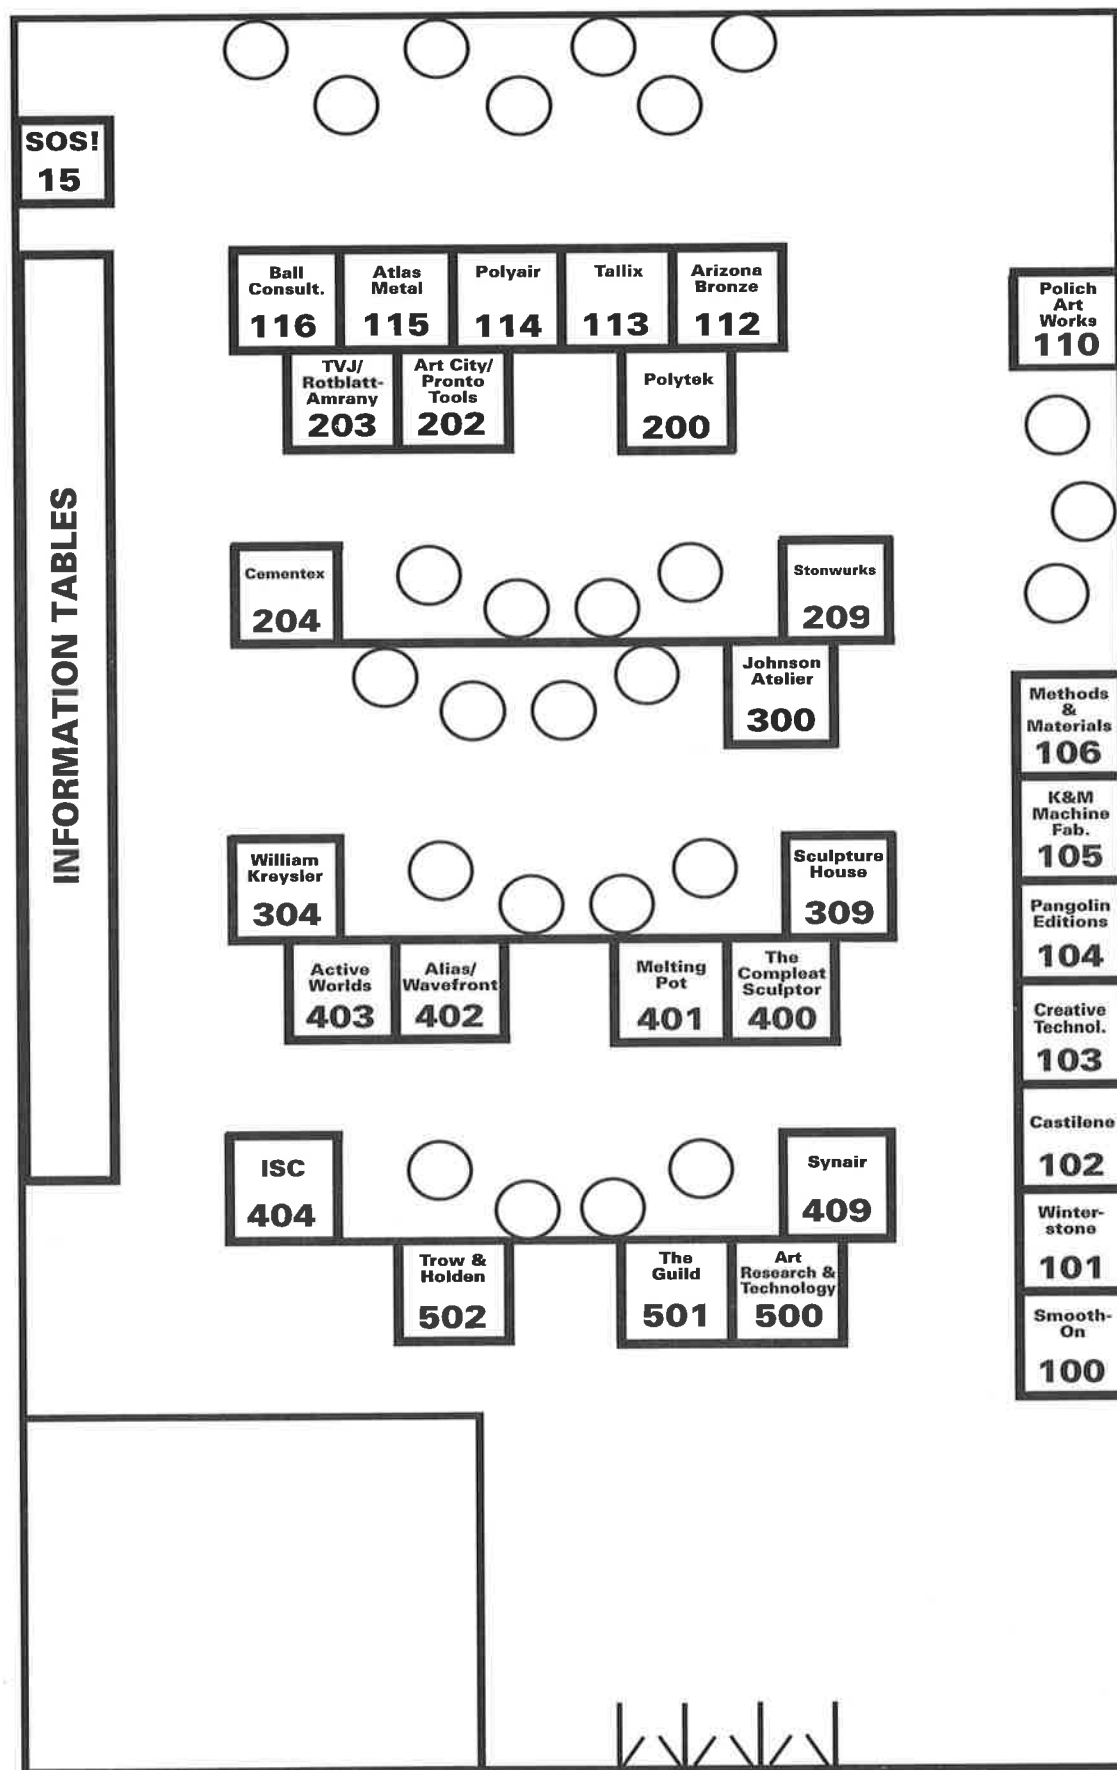 SOS!
15
INFORMATION TABLES
Ball
Consult.
116
Atlas
Metal
115
Polyair
114
Tallix
113
Arizona
Bronze
112
Polich
Art
Works
110
TVJ/
Rotblatt-
Amrany
203
Art City/
Pronto
Tools
202
Polytek
200
Cementex
204
Stonwurks
209
Johnson
Atelier
300
Methods
&
Materials
106
K&M
Machine
Fab.
105
Pangolin
Editions
104
Creative
Technol.
103
Castilene
102
Winter-
stone
101
Smooth-
On
100
William
Kreysler
304
Sculpture
House
309
Active
Worlds
403
Alias/
Wavefront
402
Melting
Pot
401
The
Compleat
Sculptor
400
ISC
404
Synair
409
Trow &
Holden
502
The
Guild
501
Art
Research &
Technology
500